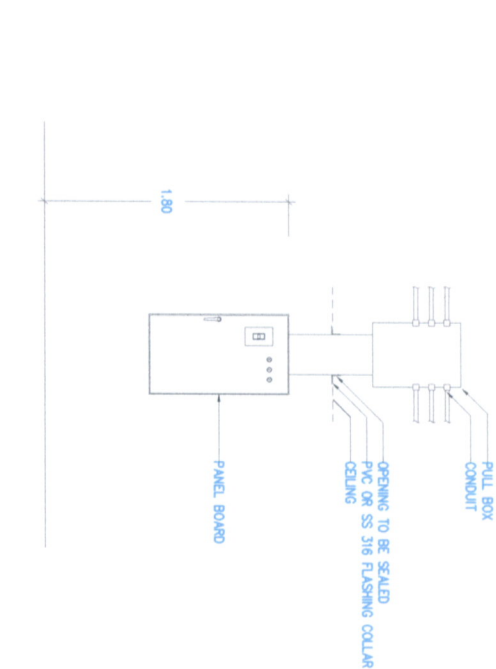 PULL BOX
CONDUIT
OPENING TO BE SEALED
PVC OR SS 316 FLASHING COLLAR
CEILING
PANEL BOARD
1.80